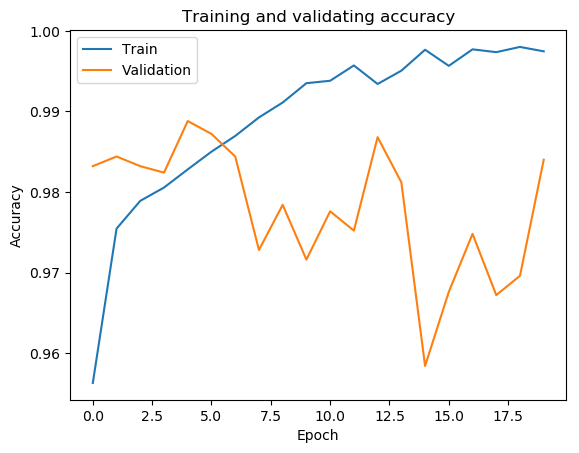 Training and validating accuracy
1.00
Train
Validation
0.99
0.98
0.97
0.96
Accuracy
0.0 2.5 5.0 7.5 10.0 12.5 15.0 17.5
Epoch